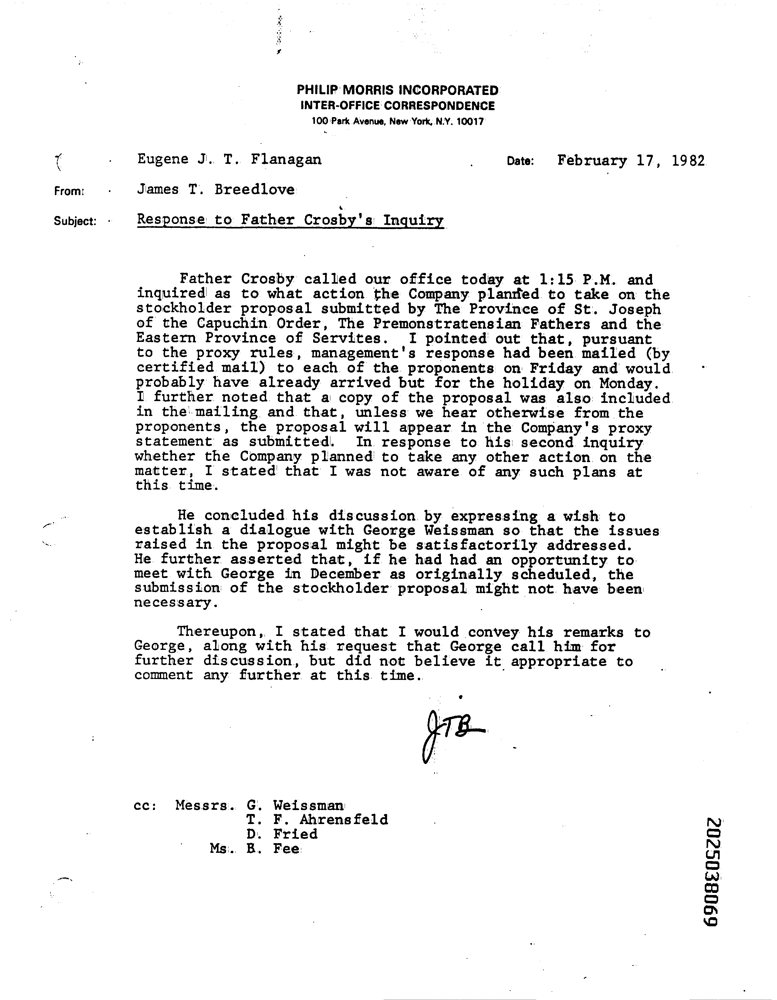 PHILIP MORRIS INCORPORATED
INTER-OFFICE CORRESPONDENCE
100 Park Avenue, New York, N.Y. 10017
Eugene J. T. Flanagan Date: February 17, 1982
From: James T. Breedlove
Subject: Response to Father Crosby's Inquiry
Father Crosby called our office today at 1:15 P.M. and
inquired as to what action the Company planned to take on the
stockholder proposal submitted by The Province of St. Joseph
of the Capuchin Order, The Premonstratensian Fathers and the
Eastern Province of Servites. I pointed out that, pursuant
to the proxy rules, management's response had been mailed (by
certified mail) to each of the proponents on Friday and would
probably have already arrived but for the holiday on Monday.
I further noted that a copy of the proposal was also included
in the mailing and that, unless we hear otherwise from the
proponents, the proposal will appear in the Company's proxy
statement as submitted. In response to his second inquiry
whether the Company planned to take any other action on the
matter, I stated that I was not aware of any such plans at
this time.
He concluded his discussion by expressing a wish to
establish a dialogue with George Weissman so that the issues
raised in the proposal might be satisfactorily addressed.
He further asserted that, if he had had an opportunity to
meet with George in December as originally scheduled, the
submission of the stockholder proposal might not have been
necessary.
Thereupon, I stated that I would convey his remarks to
George, along with his request that George call him for
further discussion, but did not believe it appropriate to
comment any further at this time.
JTB
cc: Messrs. G. Weissman
T. F. Ahrensfeld
D. Fried
Ms. B. Fee
2025038069